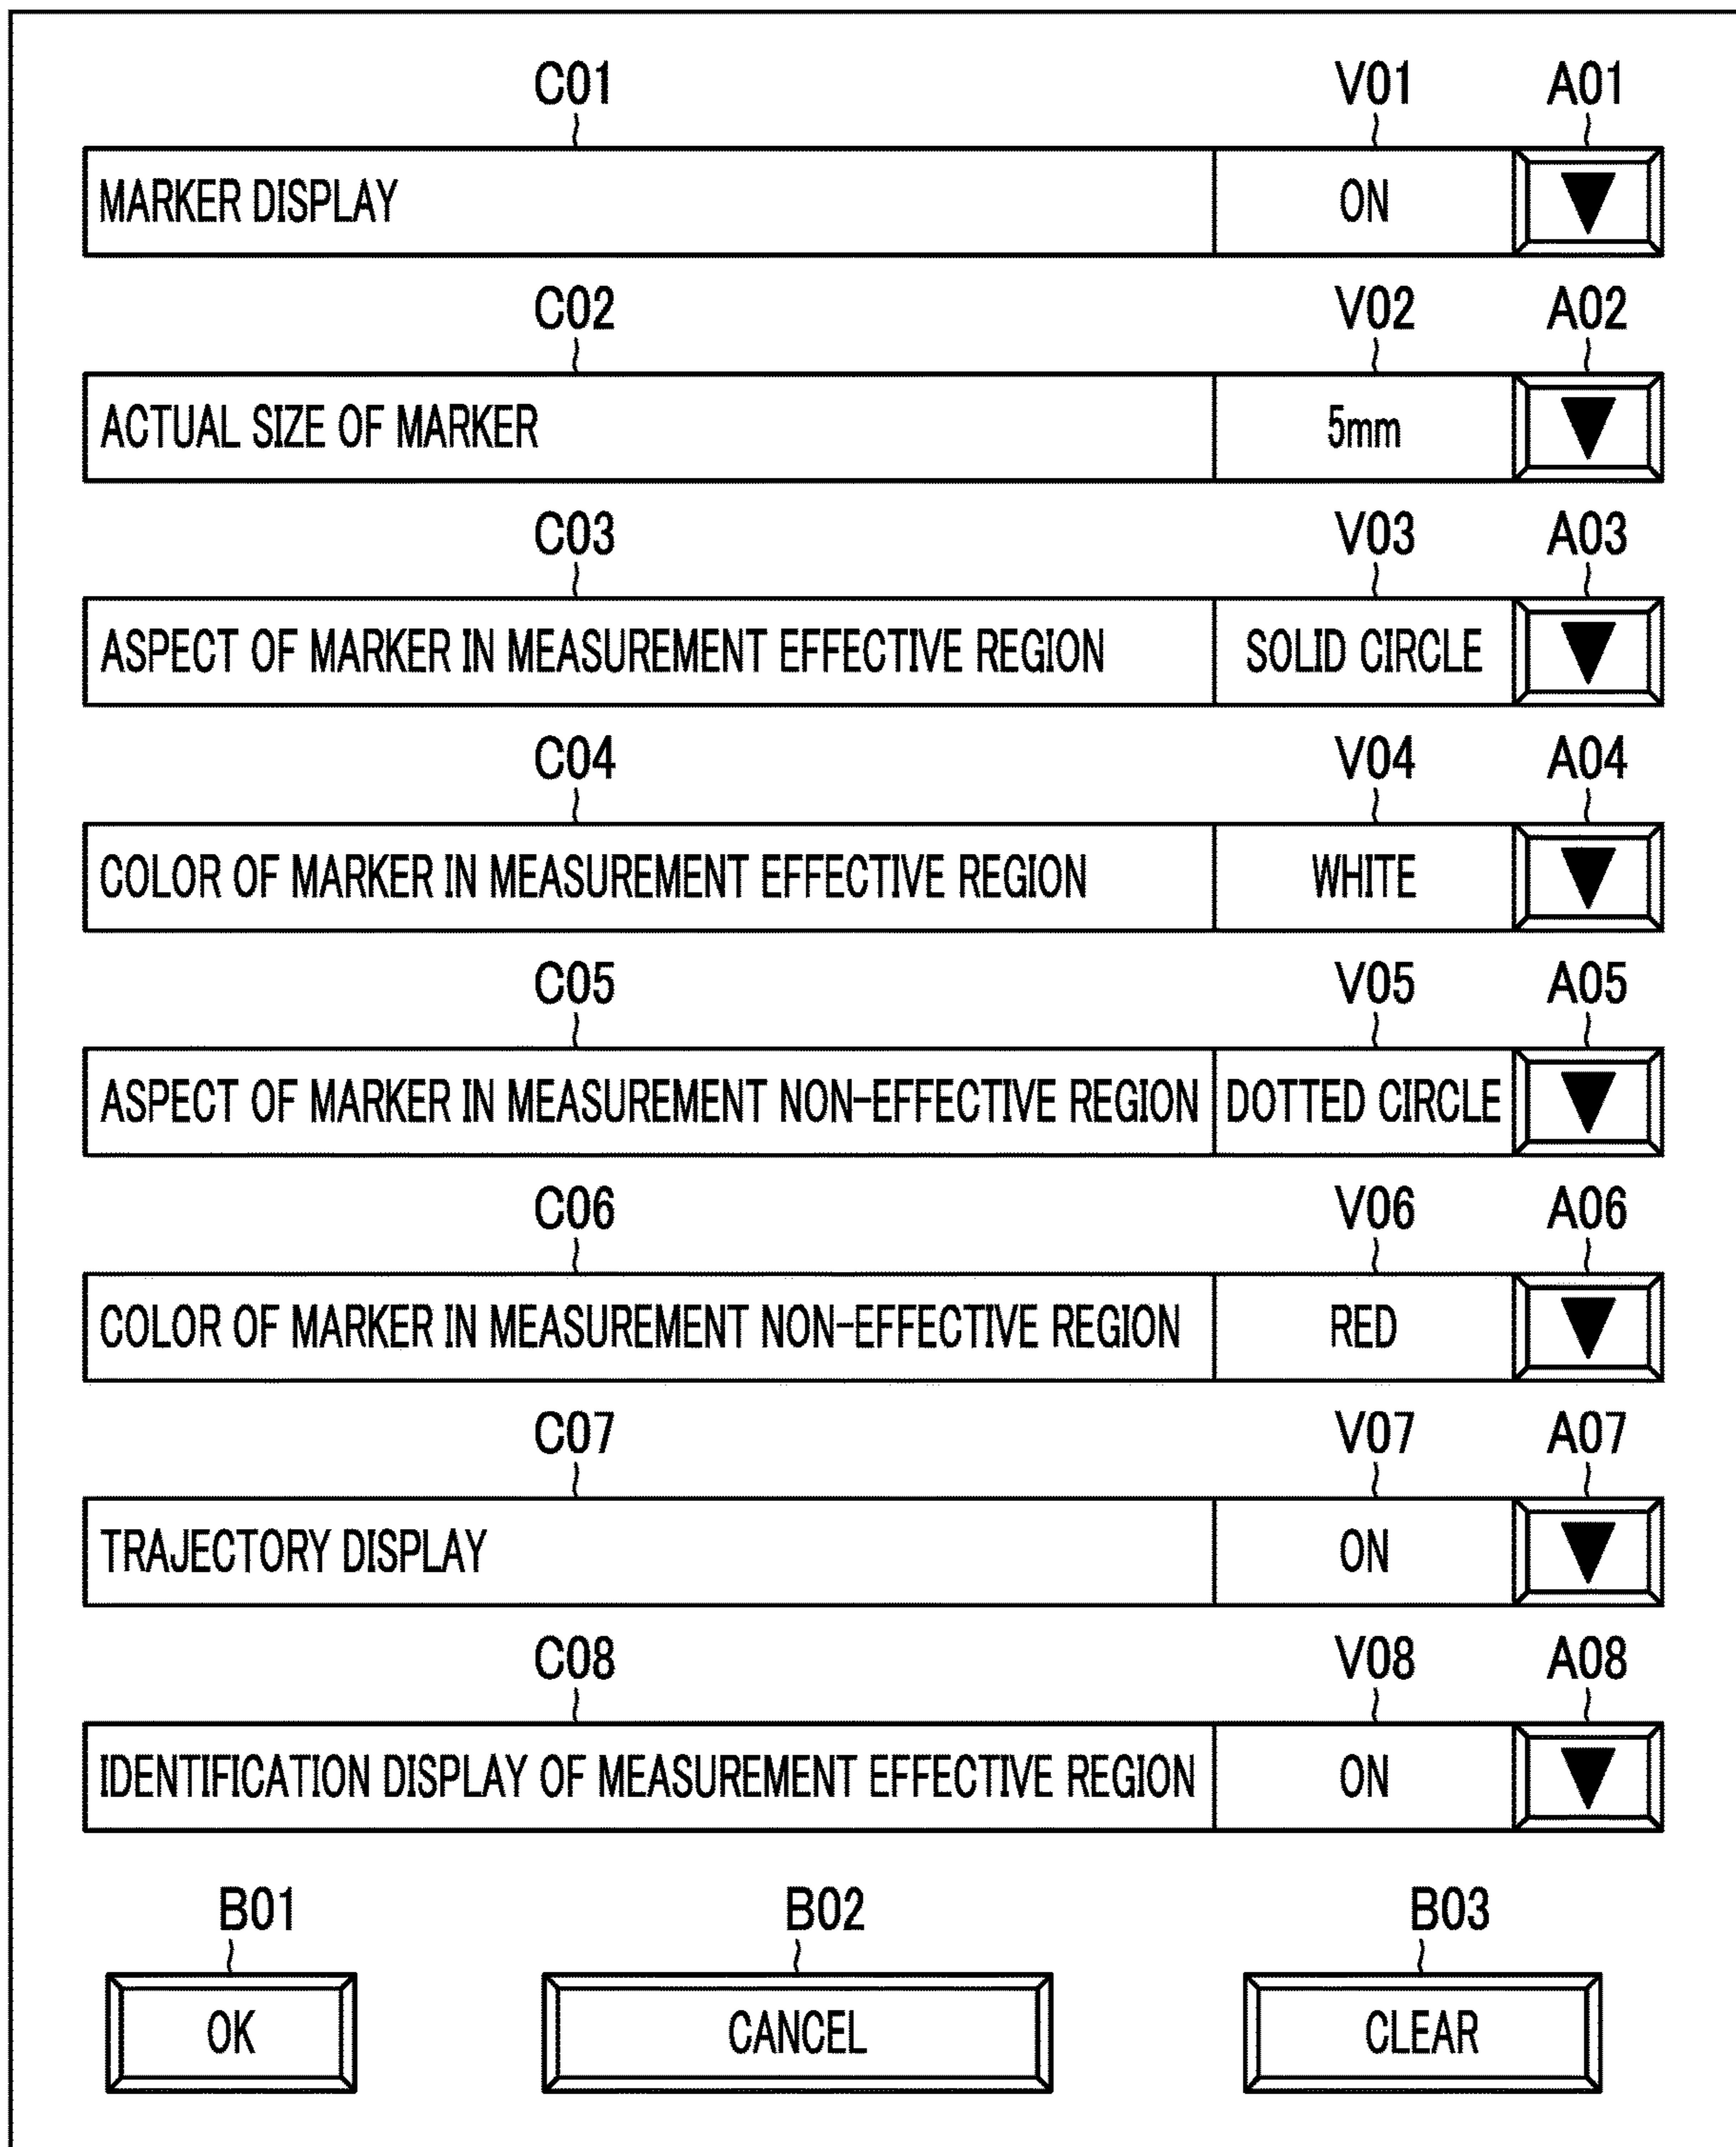 C01 V01 A01
MARKER DISPLAY ON
C02 V02 A02
ACTUAL SIZE OF MARKER 5mm
C03 V03 A03
ASPECT OF MARKER IN MEASUREMENT EFFECTIVE REGION SOLID CIRCLE
C04 V04 A04
COLOR OF MARKER IN MEASUREMENT EFFECTIVE REGION WHITE
C05 V05 A05
ASPECT OF MARKER IN MEASUREMENT NON-EFFECTIVE REGION DOTTED CIRCLE
C06 V06 A06
COLOR OF MARKER IN MEASUREMENT NON-EFFECTIVE REGION RED
C07 V07 A07
TRAJECTORY DISPLAY ON
C08 V08 A08
IDENTIFICATION DISPLAY OF MEASUREMENT EFFECTIVE REGION ON
B01 B02 B03
OK CANCEL CLEAR